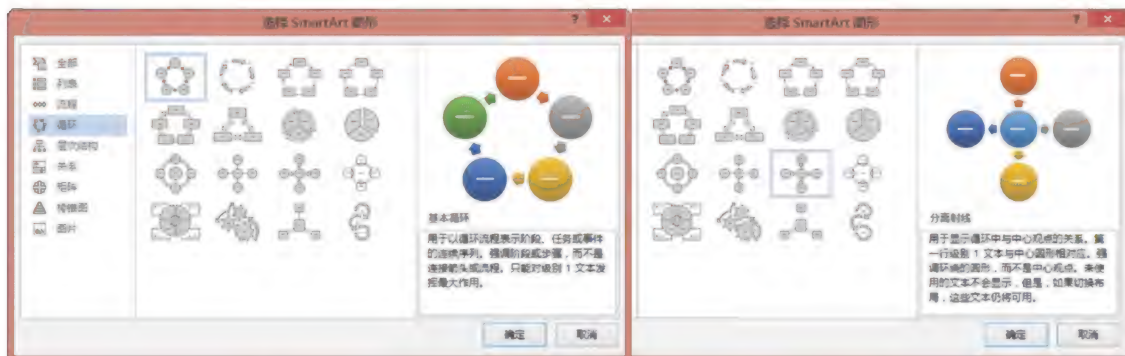 选择 SmartArt 图形
全部
列表
流程
循环
层次结构
关系
矩阵
棱锥图
图片
基本循环
用于以循环流程表示阶段、任务或事件
的连续序列。强调阶段或步骤，而不是
连接箭头或流程。只能对级别 1 文本发
挥最大作用。
确定
取消
选择 SmartArt 图形
分离射线
用于显示循环中与中心观点的关系。第
一行级别 1 文本与中心圆形相对应。强
调环绕的圆形，而不是中心观点。未使
用的文本不会显示，但是，如果切换布
局，这些文本仍将可用。
确定
取消